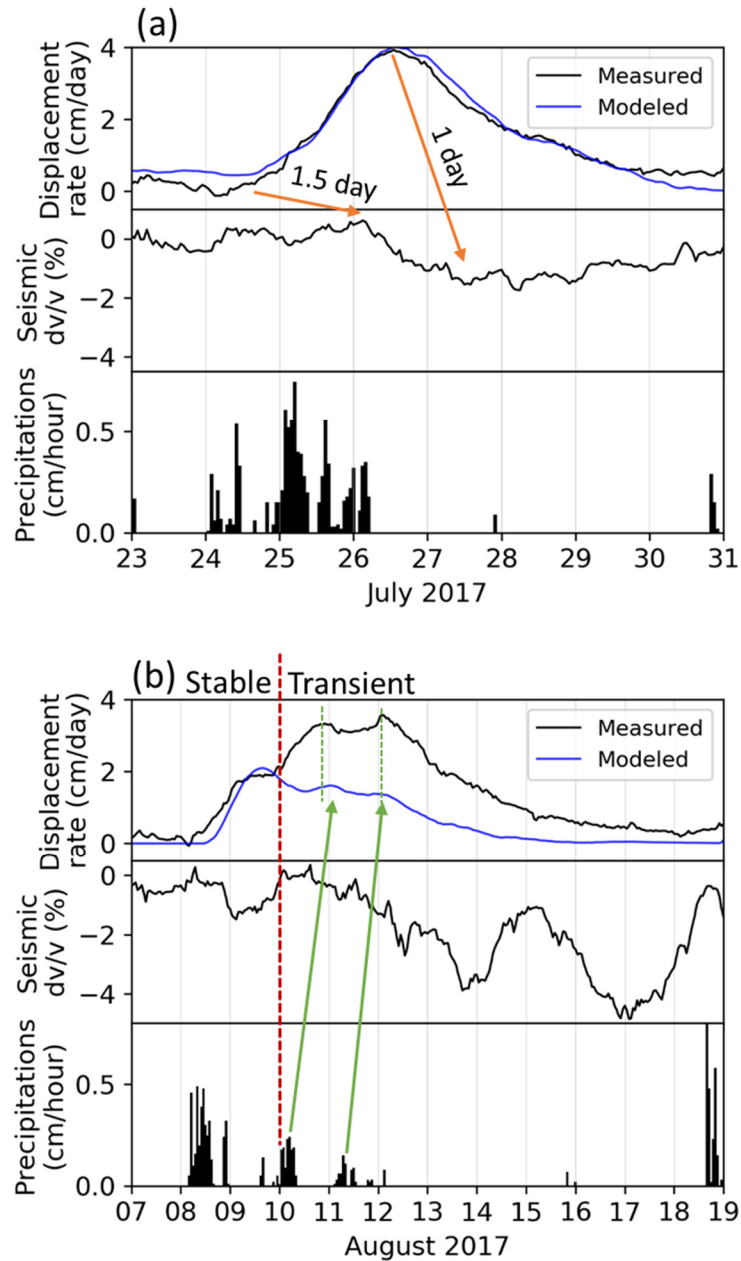 (a)
Displacement
rate (cm/day)
4
2
0
Measured
Modeled
1.5 day
1 day
Seismic
dv/v (%)
0
−2
−4
Precipitations
(cm/hour)
0.5
0.0
23 24 25 26 27 28 29 30 31
July 2017
(b) Stable Transient
Displacement
rate (cm/day)
4
2
0
Measured
Modeled
Seismic
dv/v (%)
0
−2
−4
Precipitations
(cm/hour)
0.5
0.0
07 08 09 10 11 12 13 14 15 16 17 18 19
August 2017